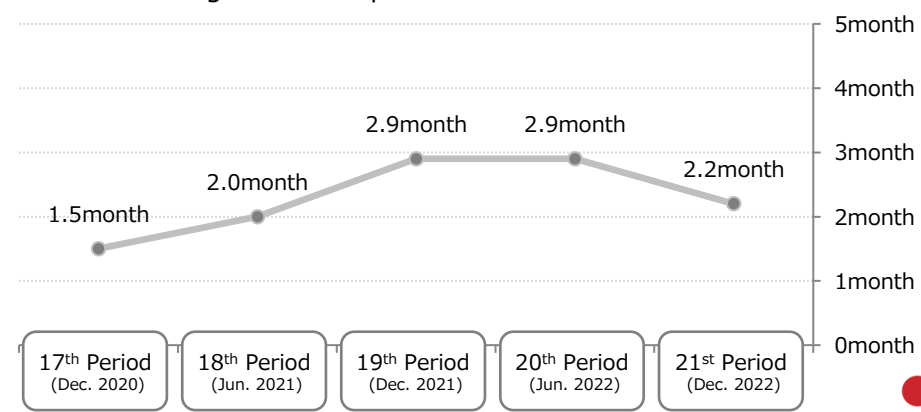 5month
4month
2.9month 2.9month
3month
2.2month
2.0month
1.5month
2month
1month
0month
17th Period
(Dec. 2020)
18th Period
(Jun. 2021)
19th Period
(Dec. 2021)
20th Period
(Jun. 2022)
21st Period
(Dec. 2022)